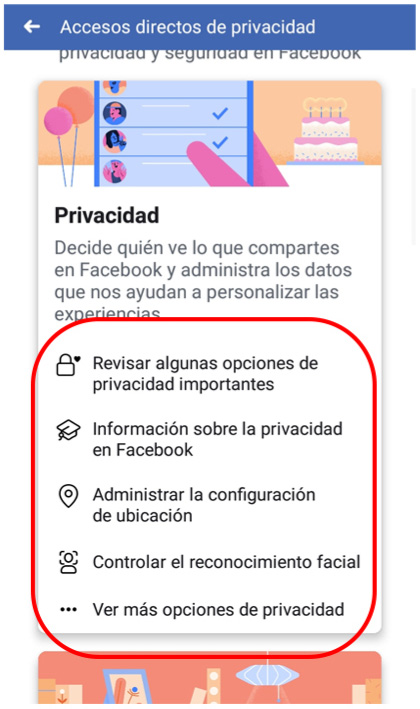 Accesos directos de privacidad
privacidad y seguridad en Facebook
Privacidad
Decide quién ve lo que compartes
en Facebook y administra los datos
que nos ayudan a personalizar las
experiencias.
Revisar algunas opciones de
privacidad importantes
Información sobre la privacidad
en Facebook
Administrar la configuración
de ubicación
Controlar el reconocimiento facial
Ver más opciones de privacidad